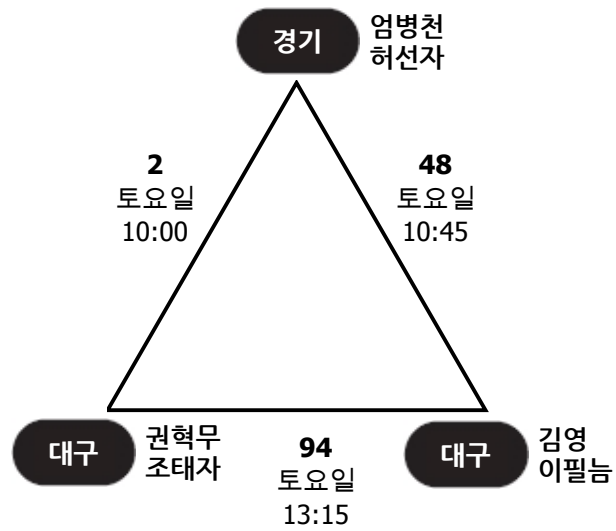 경기
엄병천
허선자
2
토요일
10:00
48
토요일
10:45
대구
권혁무
조태자
94
토요일
13:15
대구
김영
이필늠